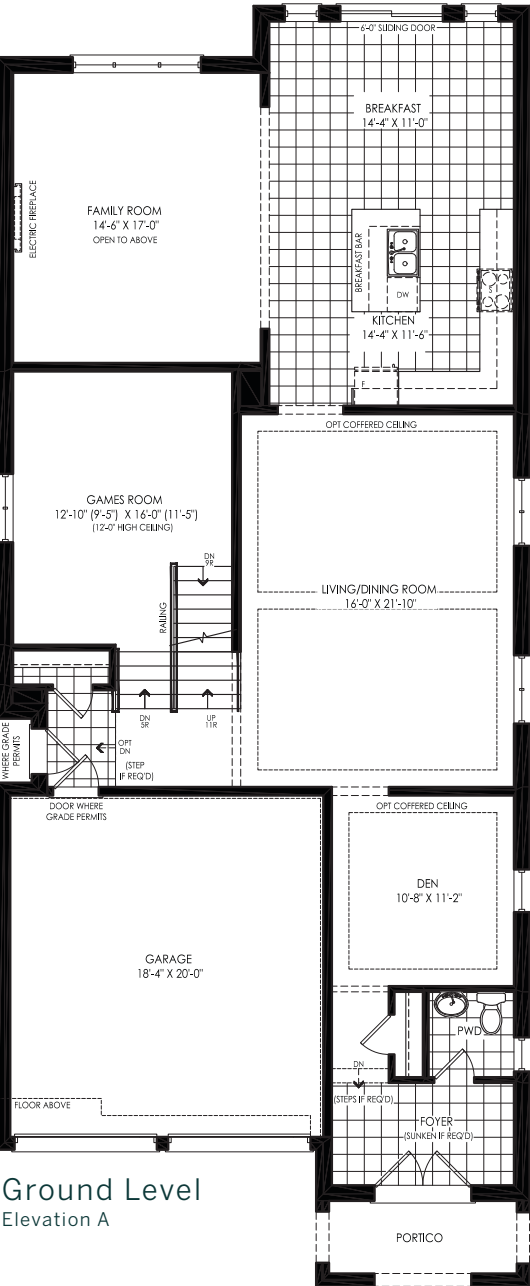 6'-0" SLIDING DOOR
BREAKFAST
14'-4" X 11'-0"
FAMILY ROOM
14'-6" X 17'-0"
OPEN TO ABOVE
ELECTRIC FIREPLACE
BREAKFAST BAR
DW
S
KITCHEN
14'-4" X 11'-6"
F
OPT COFFERED CEILING
GAMES ROOM
12'-10" (9'-5") X 16'-0" (11'-5")
(12'-0" HIGH CEILING)
DN
9R
RAILING
LIVING/DINING ROOM
16'-0" X 21'-10"
DN
5R
UP
11R
WHERE GRADE
PERMITS
OPT
DN
(STEP
IF REQ'D)
DOOR WHERE
GRADE PERMITS
OPT COFFERED CEILING
DEN
10'-8" X 11'-2"
GARAGE
18'-4" X 20'-0"
PWD
DN
(STEPS IF REQ'D)
FLOOR ABOVE
FOYER
(SUNKEN IF REQ'D)
Ground Level
Elevation A
PORTICO